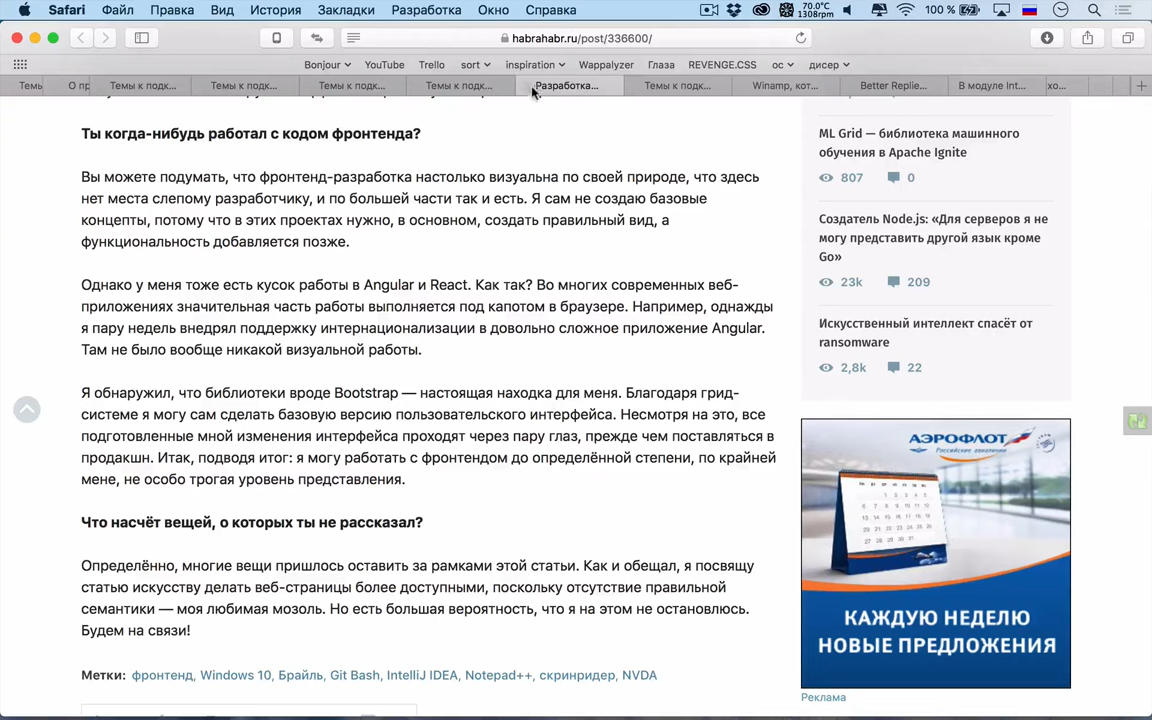 Safari Файл Правка Вид История Закладки Разработка Окно Справка 70.0°C 1308rpm 100 %
habrahabr.ru/post/336600/
Bonjour YouTube Trello sort inspiration Wappalyzer Глаза REVENGE.CSS ос дисер
Темы О пр Темы к подк... Темы к подк... Темы к подк... Темы к подк... Разработка... Темы к подк... Winamp, кот... Better Replie... В модуле Int... хо...
Ты когда-нибудь работал с кодом фронтенда?
Вы можете подумать, что фронтенд-разработка настолько визуальна по своей природе, что здесь
нет места слепому разработчику, и по большей части так и есть. Я сам не создаю базовые
концепты, потому что в этих проектах нужно, в основном, создать правильный вид, а
функциональность добавляется позже.
Однако у меня тоже есть кусок работы в Angular и React. Как так? Во многих современных веб-
приложениях значительная часть работы выполняется под капотом в браузере. Например, однажды
я пару недель внедрял поддержку интернационализации в довольно сложное приложение Angular.
Там не было вообще никакой визуальной работы.
Я обнаружил, что библиотеки вроде Bootstrap — настоящая находка для меня. Благодаря грид-
системе я могу сам сделать базовую версию пользовательского интерфейса. Несмотря на это, все
подготовленные мной изменения интерфейса проходят через пару глаз, прежде чем поставляться в
продакшн. Итак, подводя итог: я могу работать с фронтендом до определённой степени, по крайней
мене, не особо трогая уровень представления.
Что насчёт вещей, о которых ты не рассказал?
Определённо, многие вещи пришлось оставить за рамками этой статьи. Как и обещал, я посвящу
статью искусству делать веб-страницы более доступными, поскольку отсутствие правильной
семантики — моя любимая мозоль. Но есть большая вероятность, что я на этом не остановлюсь.
Будем на связи!
Метки: фронтенд, Windows 10, Брайль, Git Bash, IntelliJ IDEA, Notepad++, скринридер, NVDA
ML Grid — библиотека машинного
обучения в Apache Ignite
807 0
Создатель Node.js: «Для серверов я не
могу представить другой язык кроме
Go»
23k 209
Искусственный интеллект спасёт от
ransomware
2,8k 22
АЭРОФЛОТ
Российские авиалинии
КАЖДУЮ НЕДЕЛЮ
НОВЫЕ ПРЕДЛОЖЕНИЯ
Реклама